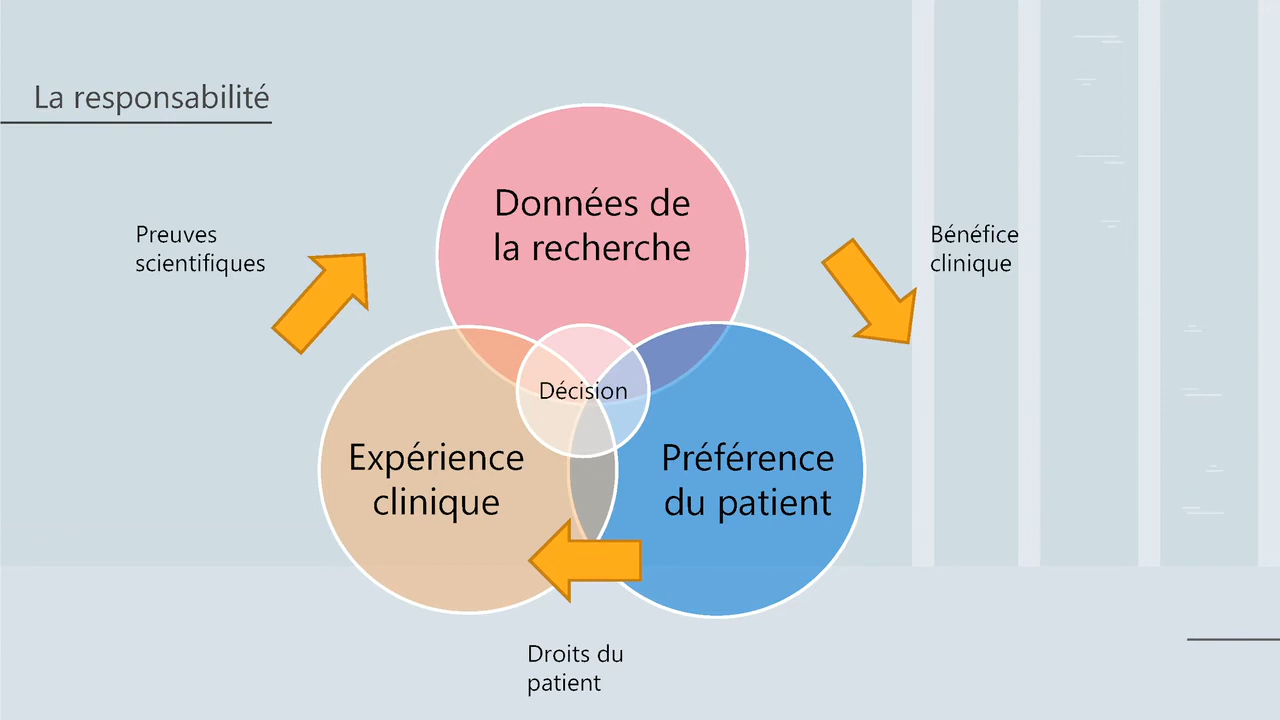 La responsabilité
Données de
la recherche
Preuves
scientifiques
Bénéfice
clinique
Décision
Expérience
clinique
Préférence
du patient
Droits du
patient